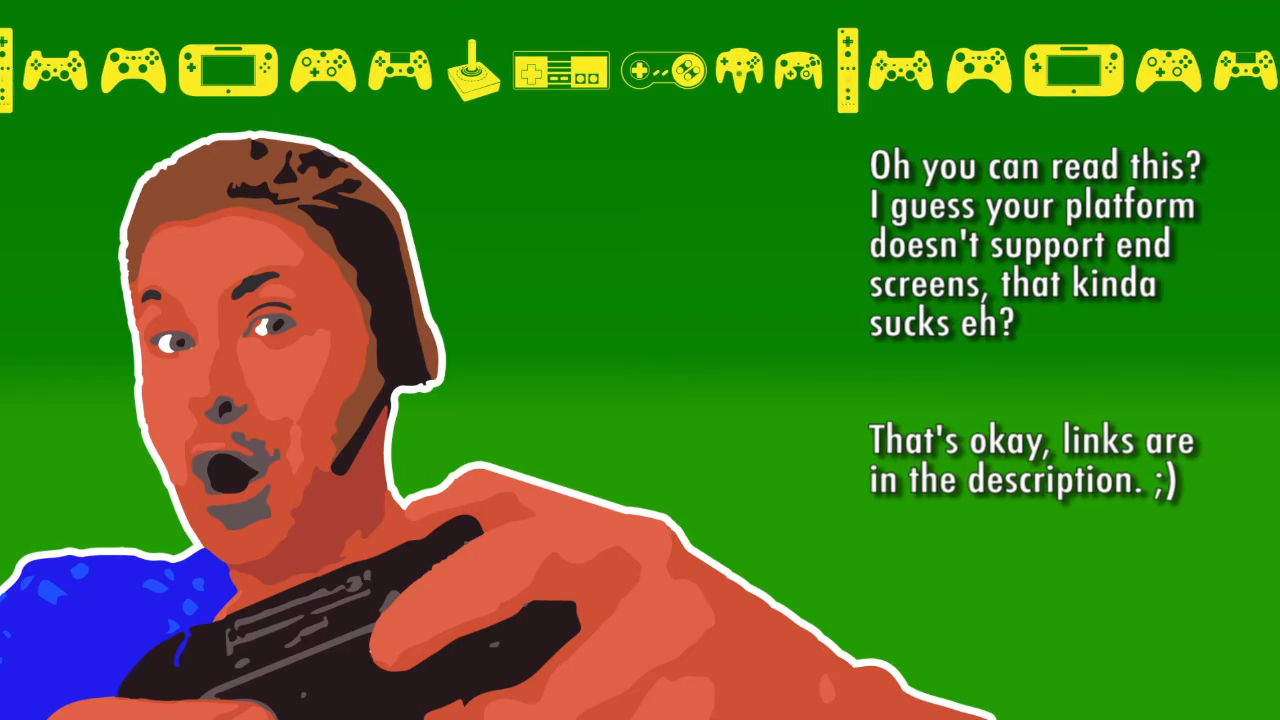 Oh you can read this?
I guess your platform
doesn't support end
screens, that kinda
sucks eh?
That's okay, links are
in the description. ;)